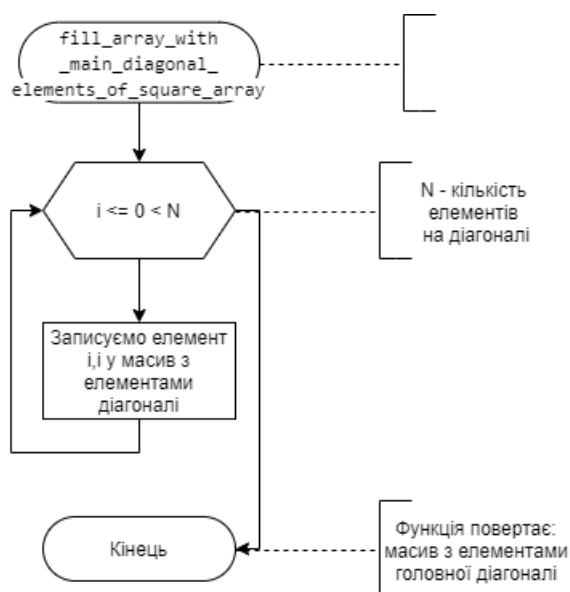 fill_array_with
_main_diagonal_
elements_of_square_array
i <= 0 < N
N - кількість
елементів
на діагоналі
Записуємо елемент
i,i у масив з
елементами
діагоналі
Кінець
Функція повертає:
масив з елементами
головної діагоналі